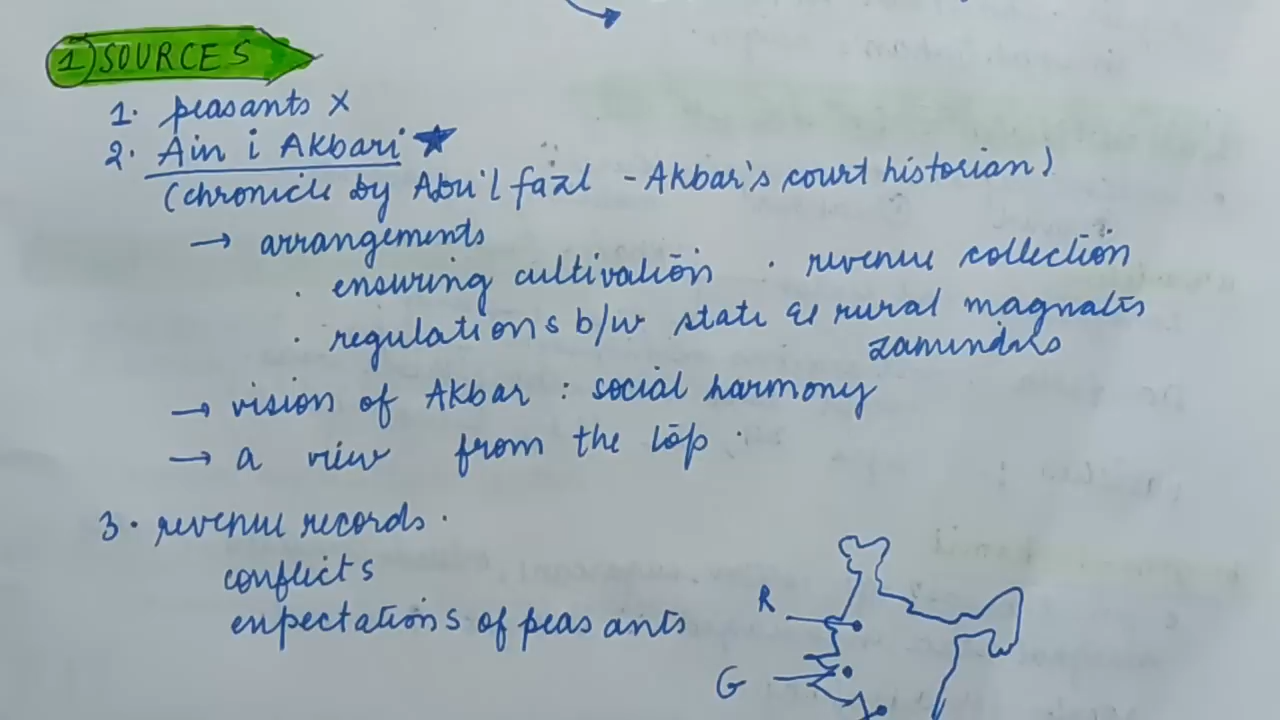 1 SOURCES
1. peasants x
2. Ain i Akbari ★
(chronicle by Abu'l fazl - Akbar's court historian)
→ arrangements
. ensuring cultivation . revenue collection
. regulations b/w state & rural magnates
zamindars
→ vision of Akbar : social harmony
→ a view from the top.
3. revenue records.
conflicts
expectations of peasants
R
G